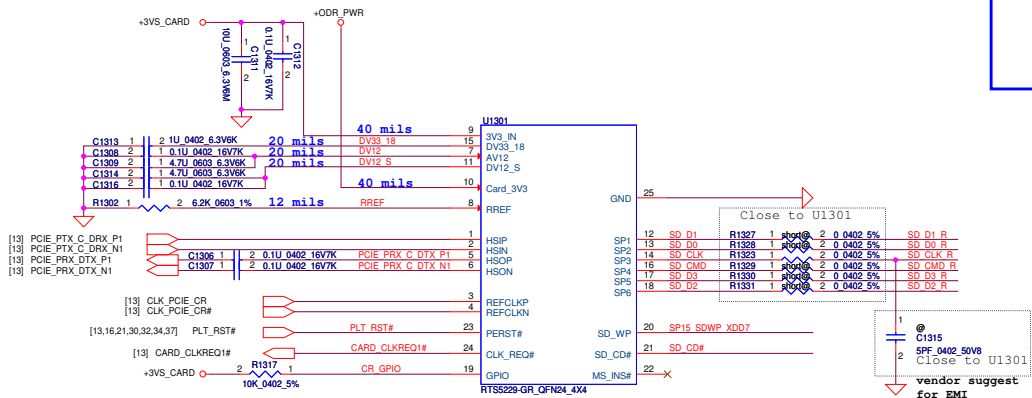 +3VS_CARD
+ODR_PWR
10U_0603_6.3V6M
C1311
1
2
0.1U_0402_16V7K
C1312
1
2
U1301
40 mils
9
3V3_IN
C1313 1 2 1U_0402_6.3V6K 20 mils DV33_18 15 DV33_18
C1308 2 1 0.1U_0402_16V7K DV12 7 AV12
C1309 2 1 4.7U_0603_6.3V6K 20 mils DV12_S 11 DV12_S
C1314 2 1 4.7U_0603_6.3V6K 20 mils
C1316 2 1 0.1U_0402_16V7K
40 mils 10 Card_3V3
R1302 1 2 6.2K_0603_1% 12 mils RREF 8 RREF
GND 25
Close to U1301
[13] PCIE_PTX_C_DRX_P1 1 HSIP
[13] PCIE_PTX_C_DRX_N1 2 HSIN
[13] PCIE_PRX_DTX_P1 C1306 1 2 0.1U_0402_16V7K PCIE_PRX_C_DTX_P1 5 HSOP
[13] PCIE_PRX_DTX_N1 C1307 1 2 0.1U_0402_16V7K PCIE_PRX_C_DTX_N1 6 HSON
SP1 12 SD_D1 R1327 1 short@ 2 0_0402_5% SD_D1_R
SP2 13 SD_D0 R1328 1 short@ 2 0_0402_5% SD_D0_R
SP3 14 SD_CLK R1323 1 short@ 2 0_0402_5% SD_CLK_R
SP4 16 SD_CMD R1329 1 short@ 2 0_0402_5% SD_CMD_R
SP5 17 SD_D3 R1330 1 short@ 2 0_0402_5% SD_D3_R
SP6 18 SD_D2 R1331 1 short@ 2 0_0402_5% SD_D2_R
[13] CLK_PCIE_CR 3 REFCLKP
[13] CLK_PCIE_CR# 4 REFCLKN
[13,16,21,30,32,34,37] PLT_RST# PLT_RST# 23 PERST#
SD_WP 20 SP15_SDWP_XDD7
[13] CARD_CLKREQ1# CARD_CLKREQ1# 24 CLK_REQ#
SD_CD# 21 SD_CD#
+3VS_CARD 2 R1317 1 CR_GPIO 19 GPIO
10K_0402_5%
MS_INS# 22
RTS5229-GR_QFN24_4X4
1
@
C1315
2
5PF_0402_50V8
Close to U1301
vendor suggest
for EMI